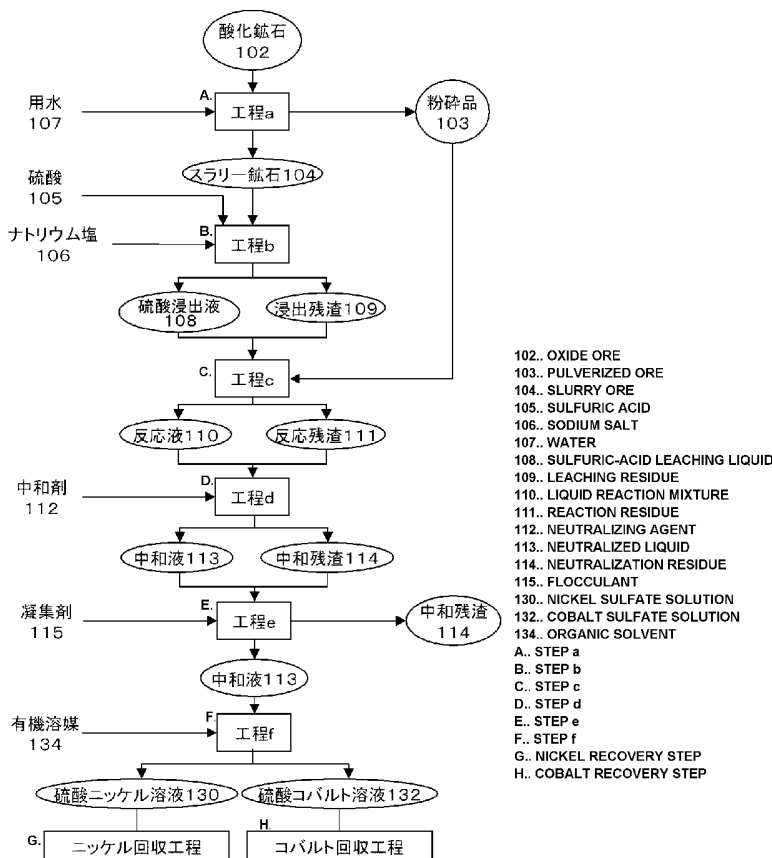 酸化鉱石
102
用水
107
A.
工程a
粉砕品
103
スラリー鉱石104
硫酸
105
ナトリウム塩
106
B.
工程b
硫酸浸出液
108
浸出残渣109
C.
工程c
反応液110
反応残渣111
中和剤
112
D.
工程d
中和液113
中和残渣114
凝集剤
115
E.
工程e
中和残渣
114
中和液113
有機溶媒
134
F.
工程f
硫酸ニッケル溶液130
硫酸コバルト溶液132
G.
ニッケル回収工程
H.
コバルト回収工程
102.. OXIDE ORE
103.. PULVERIZED ORE
104.. SLURRY ORE
105.. SULFURIC ACID
106.. SODIUM SALT
107.. WATER
108.. SULFURIC-ACID LEACHING LIQUID
109.. LEACHING RESIDUE
110.. LIQUID REACTION MIXTURE
111.. REACTION RESIDUE
112.. NEUTRALIZING AGENT
113.. NEUTRALIZED LIQUID
114.. NEUTRALIZATION RESIDUE
115.. FLOCCULANT
130.. NICKEL SULFATE SOLUTION
132.. COBALT SULFATE SOLUTION
134.. ORGANIC SOLVENT
A.. STEP a
B.. STEP b
C.. STEP c
D.. STEP d
E.. STEP e
F.. STEP f
G.. NICKEL RECOVERY STEP
H.. COBALT RECOVERY STEP